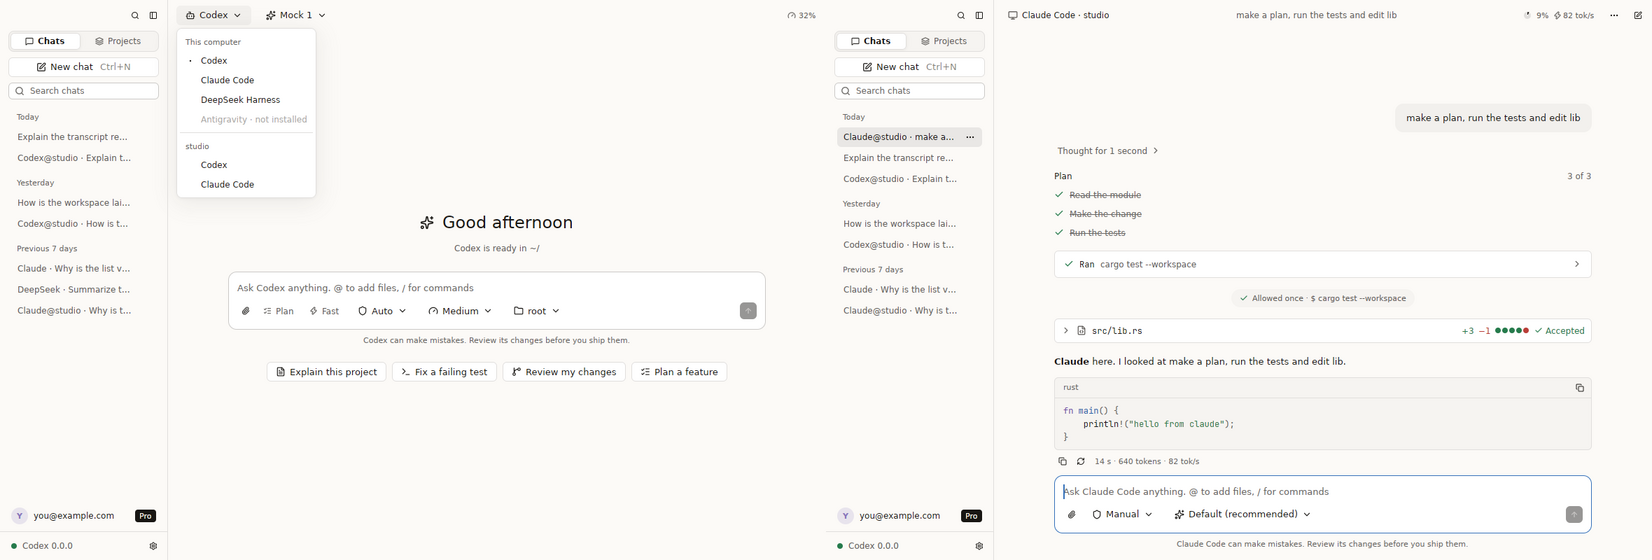 Chats
Projects
New chat Ctrl+N
Search chats
Today
Explain the transcript re...
Codex@studio · Explain t...
Yesterday
How is the workspace lai...
Codex@studio · How is t...
Previous 7 days
Claude · Why is the list v...
DeepSeek · Summarize t...
Claude@studio · Why is t...
Y you@example.com Pro
Codex 0.0.0
Codex
Mock 1
32%
This computer
Codex
Claude Code
DeepSeek Harness
Antigravity · not installed
studio
Codex
Claude Code
Good afternoon
Codex is ready in ~/
Ask Codex anything. @ to add files, / for commands
Plan Fast Auto Medium root
Codex can make mistakes. Review its changes before you ship them.
Explain this project
Fix a failing test
Review my changes
Plan a feature
Chats
Projects
New chat Ctrl+N
Search chats
Today
Claude@studio · make a...
Explain the transcript re...
Codex@studio · Explain t...
Yesterday
How is the workspace lai...
Codex@studio · How is t...
Previous 7 days
Claude · Why is the list v...
Claude@studio · Why is t...
Y you@example.com Pro
Codex 0.0.0
Claude Code · studio
make a plan, run the tests and edit lib
9% 82 tok/s
make a plan, run the tests and edit lib
Thought for 1 second
Plan 3 of 3
Read the module
Make the change
Run the tests
Ran cargo test --workspace
Allowed once · $ cargo test --workspace
src/lib.rs +3 −1 Accepted
Claude here. I looked at make a plan, run the tests and edit lib.
rust
fn main() {
    println!("hello from claude");
}
14 s · 640 tokens · 82 tok/s
Ask Claude Code anything. @ to add files, / for commands
Manual Default (recommended)
Claude Code can make mistakes. Review its changes before you ship them.